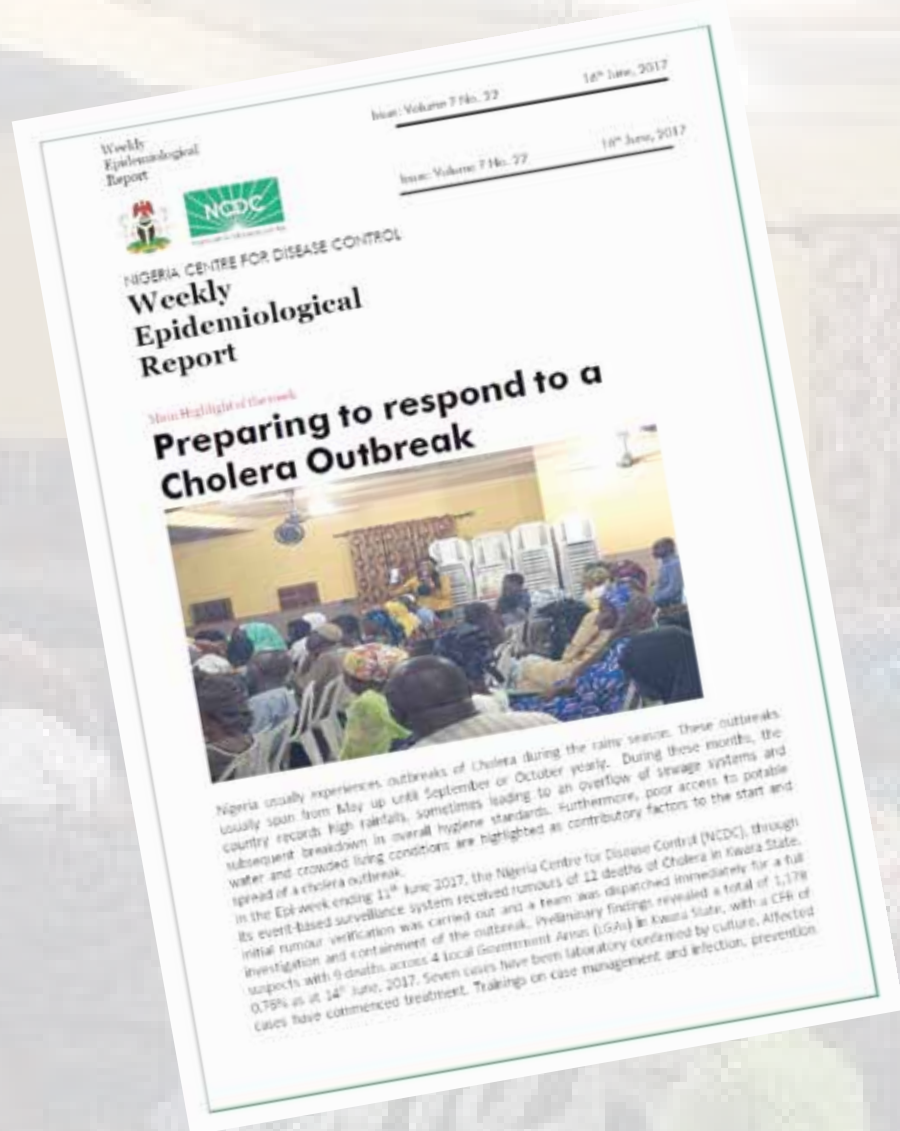 Weekly
Epidemiological
Report
Issue: Volume 7 No. 22
16th June, 2017
Issue: Volume 7 No. 22
16th June, 2017
NCDC
NIGERIA CENTRE FOR DISEASE CONTROL
Weekly
Epidemiological
Report
Main Highlight of the week
Preparing to respond to a
Cholera Outbreak
Nigeria usually experiences outbreaks of Cholera during the rainy season. These outbreaks
usually span from May up until September or October yearly. During these months, the
country records high rainfalls, sometimes leading to an overflow of sewage systems and
subsequent breakdown in overall hygiene standards. Furthermore, poor access to potable
water and crowded living conditions are highlighted as contributory factors to the start and
spread of a cholera outbreak.
In the Epi-week ending 11th June 2017, the Nigeria Centre for Disease Control (NCDC), through
its event-based surveillance system received rumours of 12 deaths of Cholera in Kwara State.
Initial rumour verification was carried out and a team was dispatched immediately for a full
investigation and containment of the outbreak. Preliminary findings revealed a total of 1,178
suspects with 9 deaths across 4 Local Government Areas (LGAs) in Kwara State, with a CFR of
0.76% as at 14th June, 2017. Seven cases have been laboratory confirmed by culture. Affected
cases have commenced treatment. Trainings on case management and infection, prevention